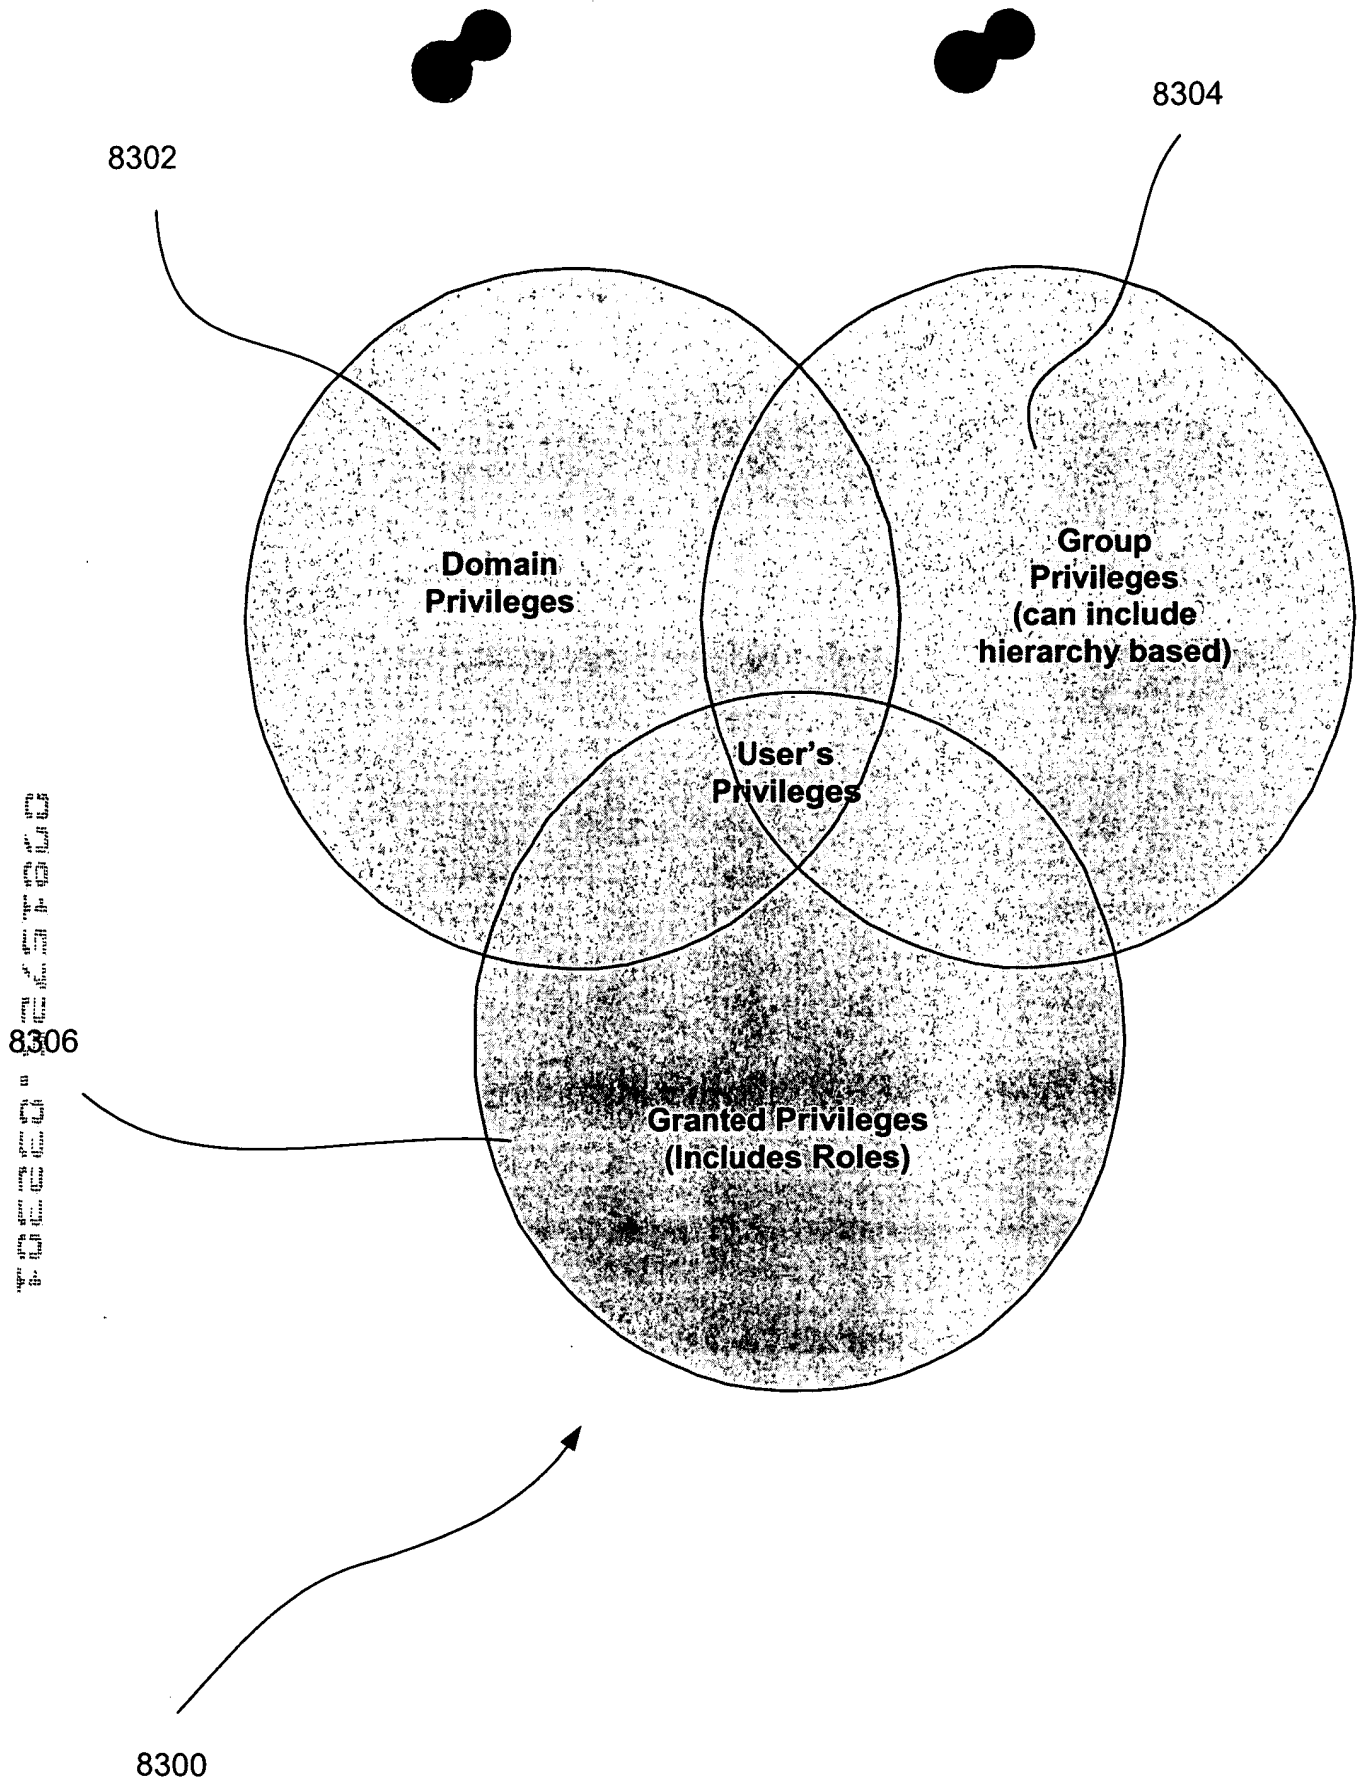 8304
8302
Domain
Privileges
Group
Privileges
(can include
hierarchy based)
User's
Privileges
8306
Granted Privileges
(Includes Roles)
8300